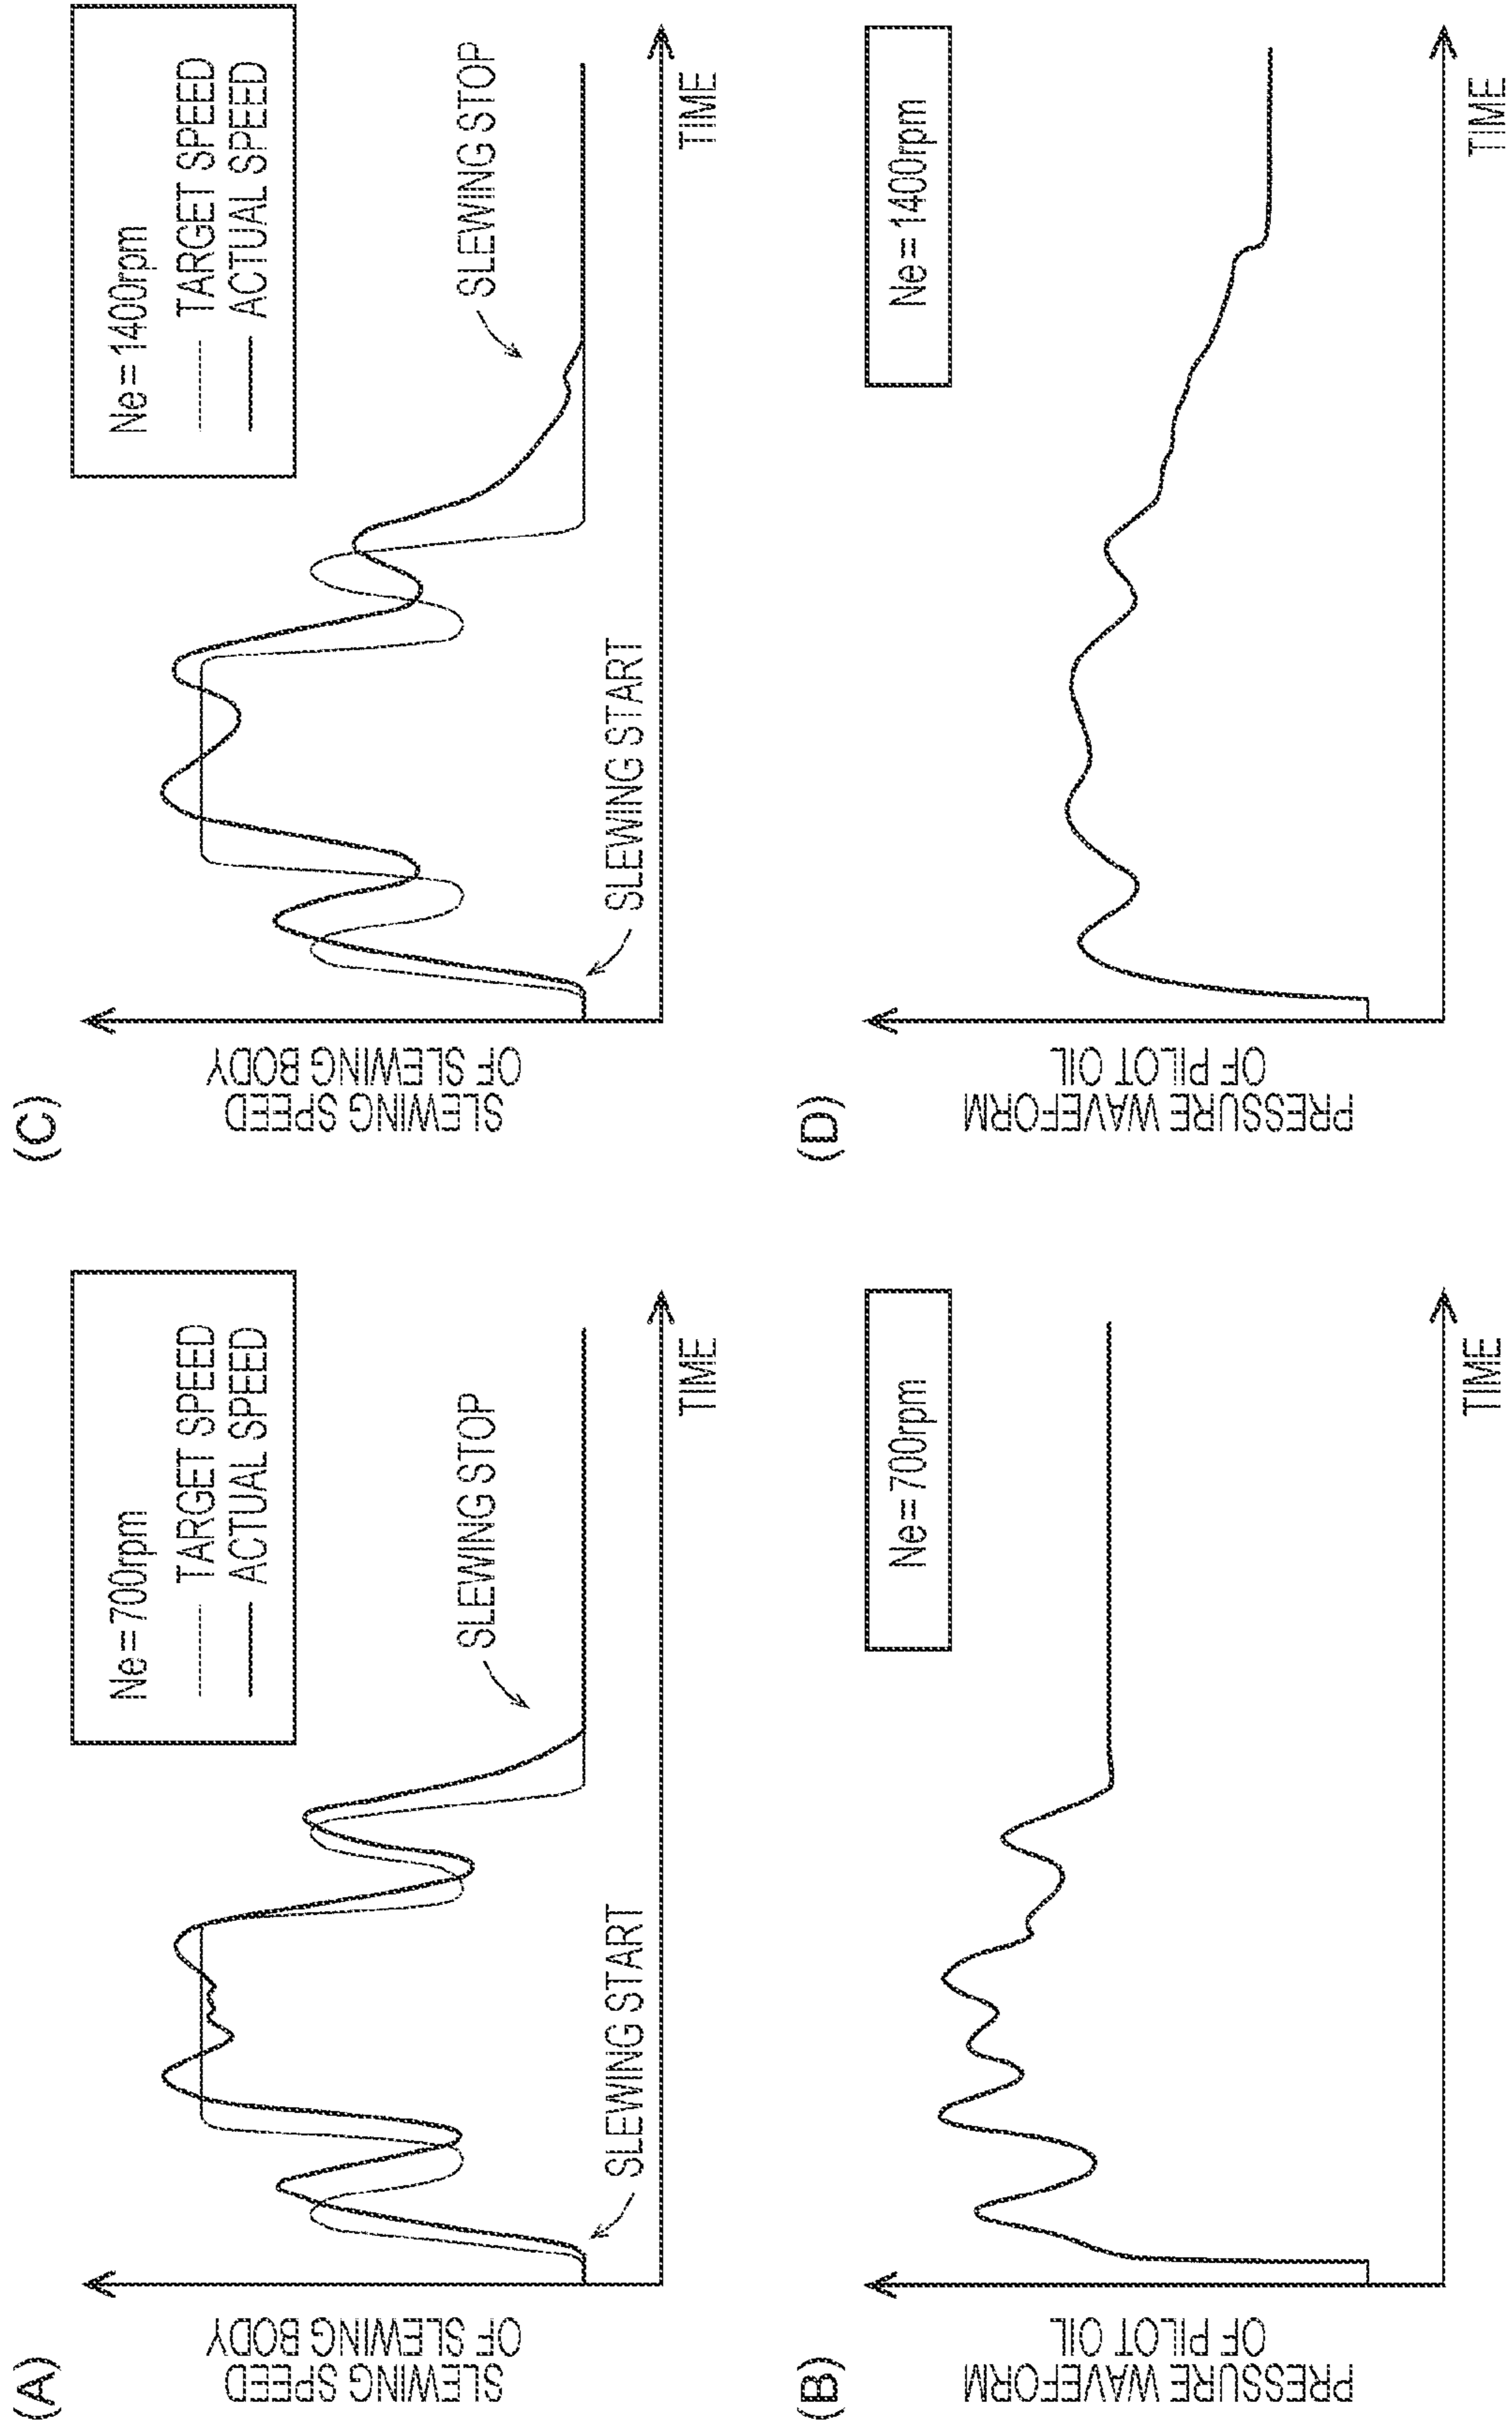 (A)
SLEWING SPEED
OF SLEWING BODY
Ne=700rpm
TARGET SPEED
ACTUAL SPEED
SLEWING STOP
SLEWING START
TIME
(B)
PRESSURE WAVEFORM
OF PILOT OIL
Ne=700rpm
TIME
(C)
SLEWING SPEED
OF SLEWING BODY
Ne=1400rpm
TARGET SPEED
ACTUAL SPEED
SLEWING STOP
SLEWING START
TIME
(D)
PRESSURE WAVEFORM
OF PILOT OIL
Ne=1400rpm
TIME